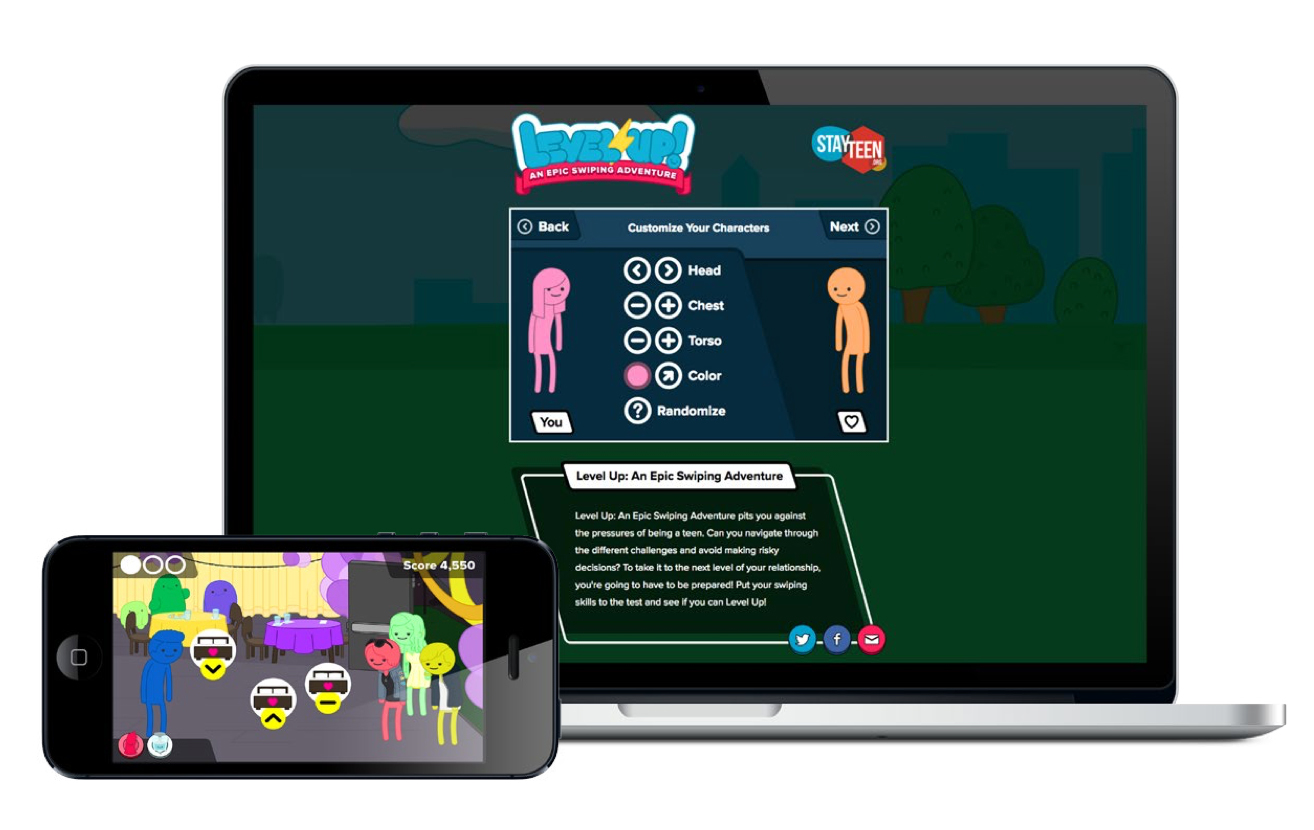 LEVEL UP!
AN EPIC SWIPING ADVENTURE
STAYTEEN
.ORG
Back
Customize Your Characters
Next
Head
Chest
Torso
Color
Randomize
You
Level Up: An Epic Swiping Adventure
Level Up: An Epic Swiping Adventure pits you against
the pressures of being a teen. Can you navigate through
the different challenges and avoid making risky
decisions? To take it to the next level of your relationship,
you're going to have to be prepared! Put your swiping
skills to the test and see if you can Level Up!
Score 4,550